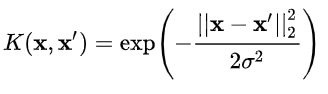 K(x, x′) = exp(−||x − x′||₂² / 2σ²)